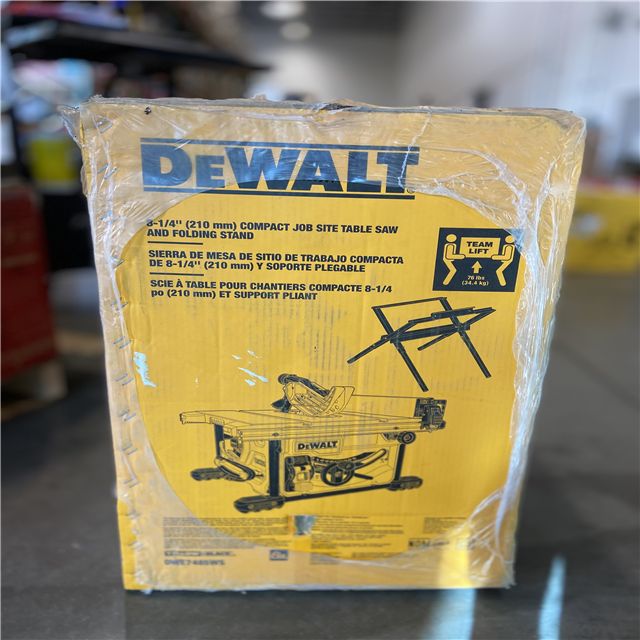 DEWALT
8-1/4" (210 mm) COMPACT JOB SITE TABLE SAW
AND FOLDING STAND
SIERRA DE MESA DE SITIO DE TRABAJO COMPACTA
DE 8-1/4" (210 mm) Y SOPORTE PLEGABLE
SCIE À TABLE POUR CHANTIERS COMPACTE 8-1/4
po (210 mm) ET SUPPORT PLIANT
TEAM
LIFT
76 lbs
(34,4 kg)
DEWALT
DWE7485WS